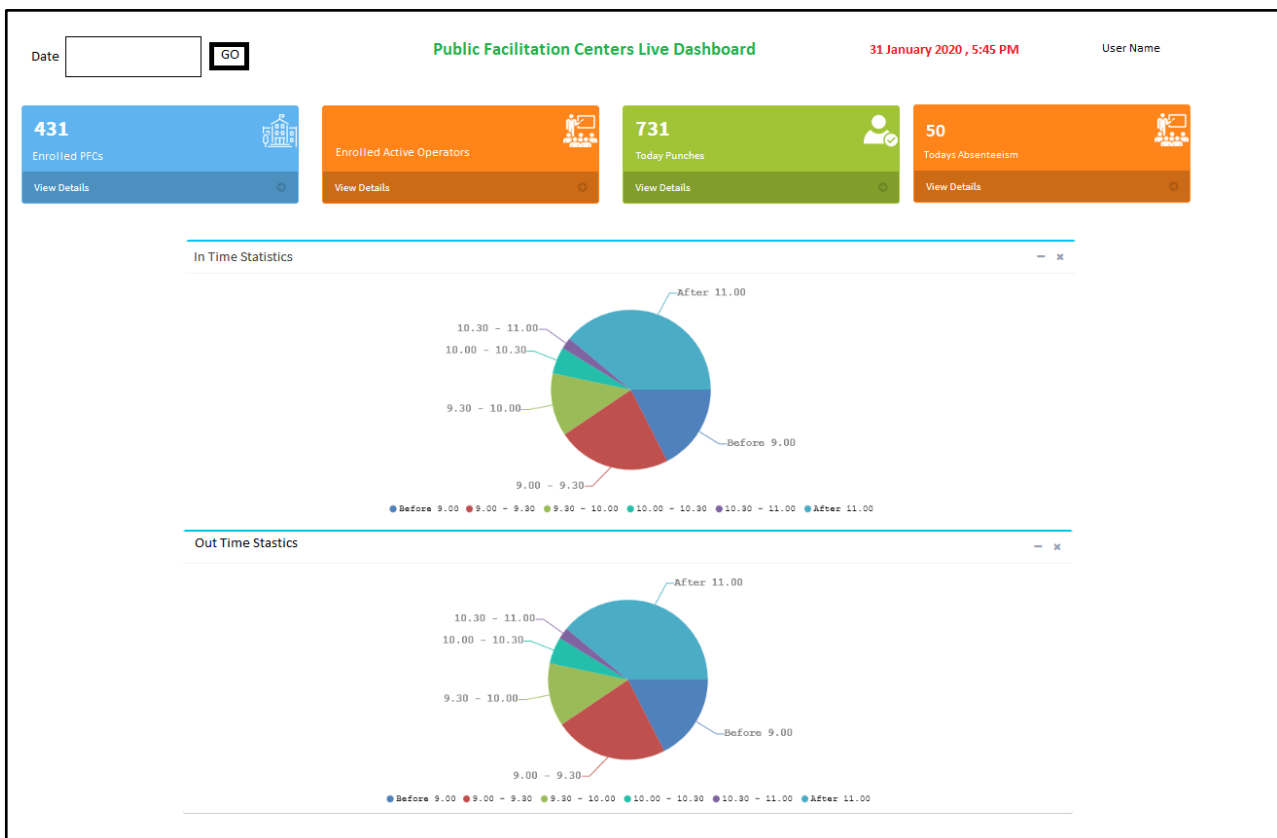 Date
GO
Public Facilitation Centers Live Dashboard
31 January 2020 , 5:45 PM
User Name
431
Enrolled PFCs
View Details
Enrolled Active Operators
View Details
731
Today Punches
View Details
50
Todays Absenteeism
View Details
In Time Statistics
After 11.00
10.30 - 11.00
10.00 - 10.30
9.30 - 10.00
Before 9.00
9.00 - 9.30
Before 9.00 9.00 - 9.30 9.30 - 10.00 10.00 - 10.30 10.30 - 11.00 After 11.00
Out Time Stastics
After 11.00
10.30 - 11.00
10.00 - 10.30
9.30 - 10.00
Before 9.00
9.00 - 9.30
Before 9.00 9.00 - 9.30 9.30 - 10.00 10.00 - 10.30 10.30 - 11.00 After 11.00